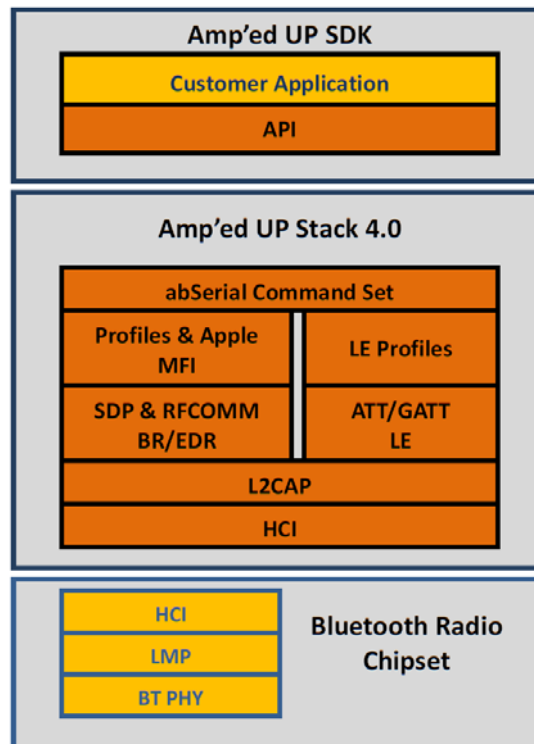 Amp’ed UP SDK
Customer Application
API
Amp’ed UP Stack 4.0
abSerial Command Set
Profiles & Apple
MFI
LE Profiles
SDP & RFCOMM
BR/EDR
ATT/GATT
LE
L2CAP
HCI
HCI
LMP
BT PHY
Bluetooth Radio
Chipset